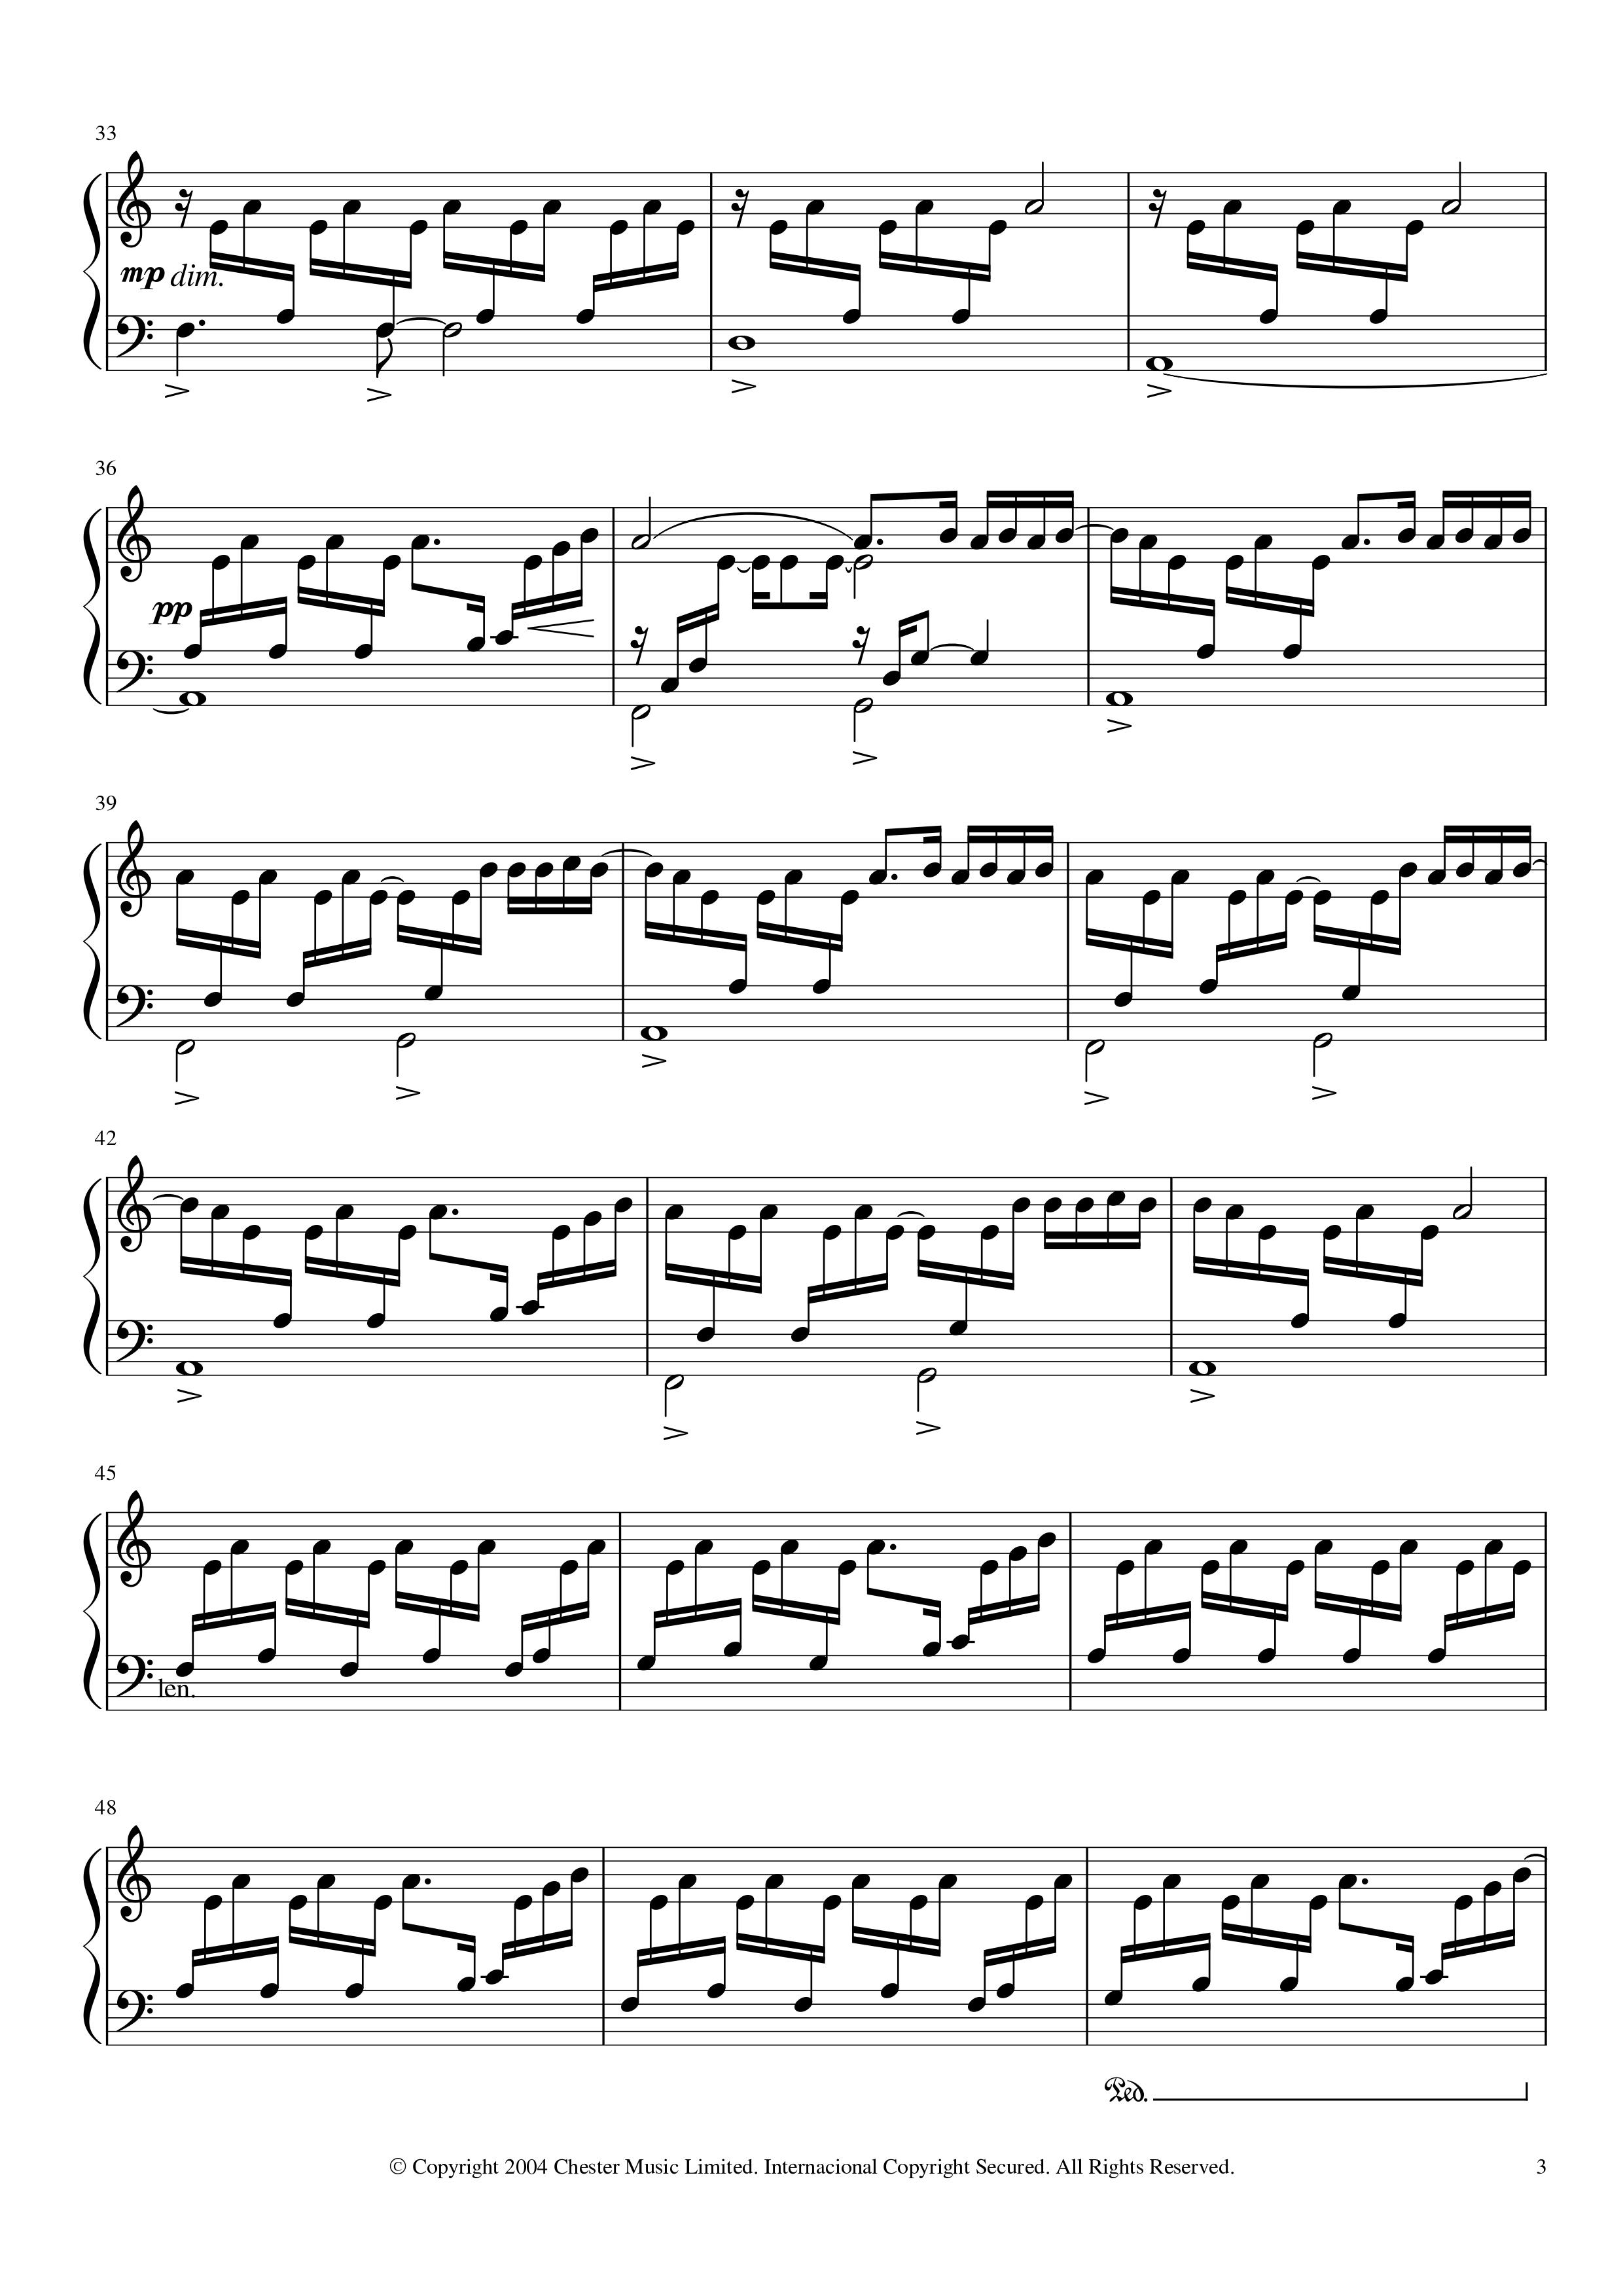 33
mp dim.
36
pp
39
42
45
len.
48
Ped.
© Copyright 2004 Chester Music Limited. Internacional Copyright Secured. All Rights Reserved.
3